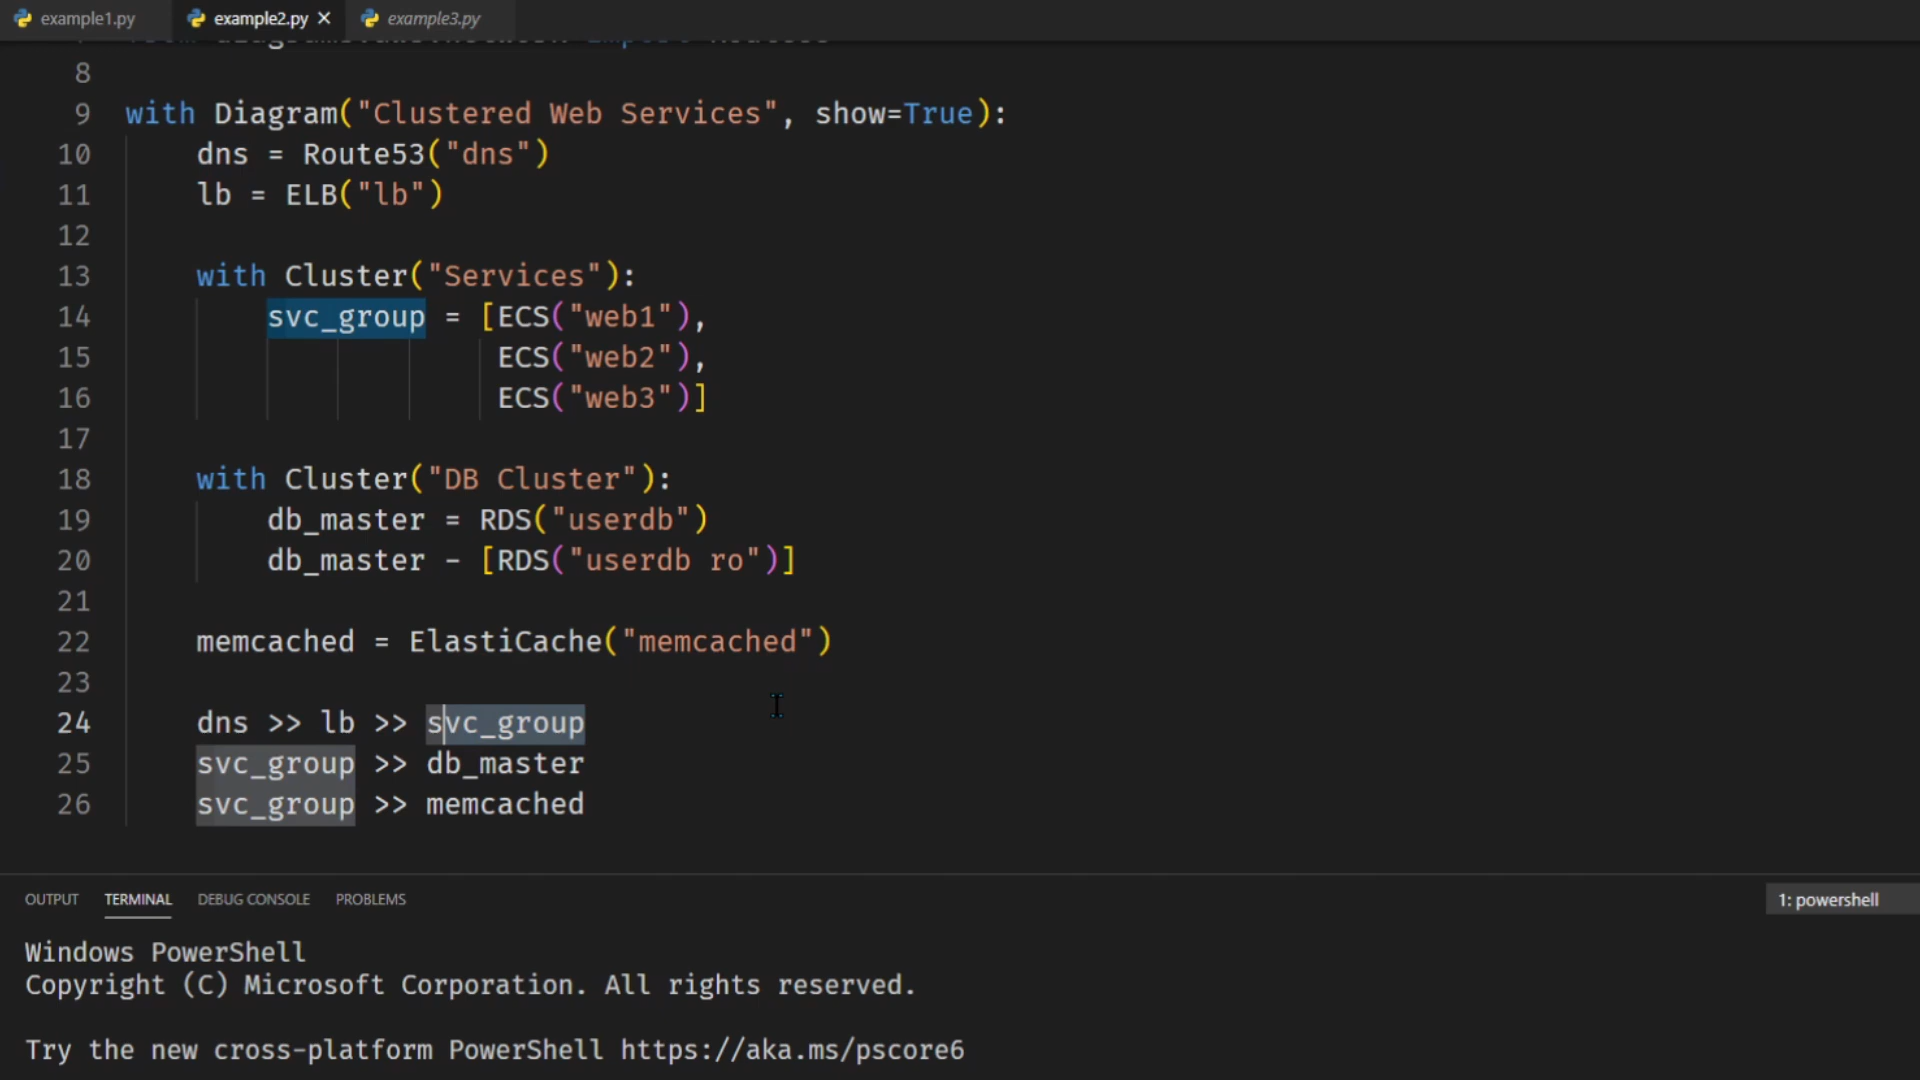 example1.py example2.py × example3.py
8
9 with Diagram("Clustered Web Services", show=True):
10 dns = Route53("dns")
11 lb = ELB("lb")
12
13 with Cluster("Services"):
14 svc_group = [ECS("web1"),
15 ECS("web2"),
16 ECS("web3")]
17
18 with Cluster("DB Cluster"):
19 db_master = RDS("userdb")
20 db_master - [RDS("userdb ro")]
21
22 memcached = ElastiCache("memcached")
23
24 dns >> lb >> svc_group
25 svc_group >> db_master
26 svc_group >> memcached
OUTPUT TERMINAL DEBUG CONSOLE PROBLEMS 1: powershell
Windows PowerShell
Copyright (C) Microsoft Corporation. All rights reserved.
Try the new cross-platform PowerShell https://aka.ms/pscore6